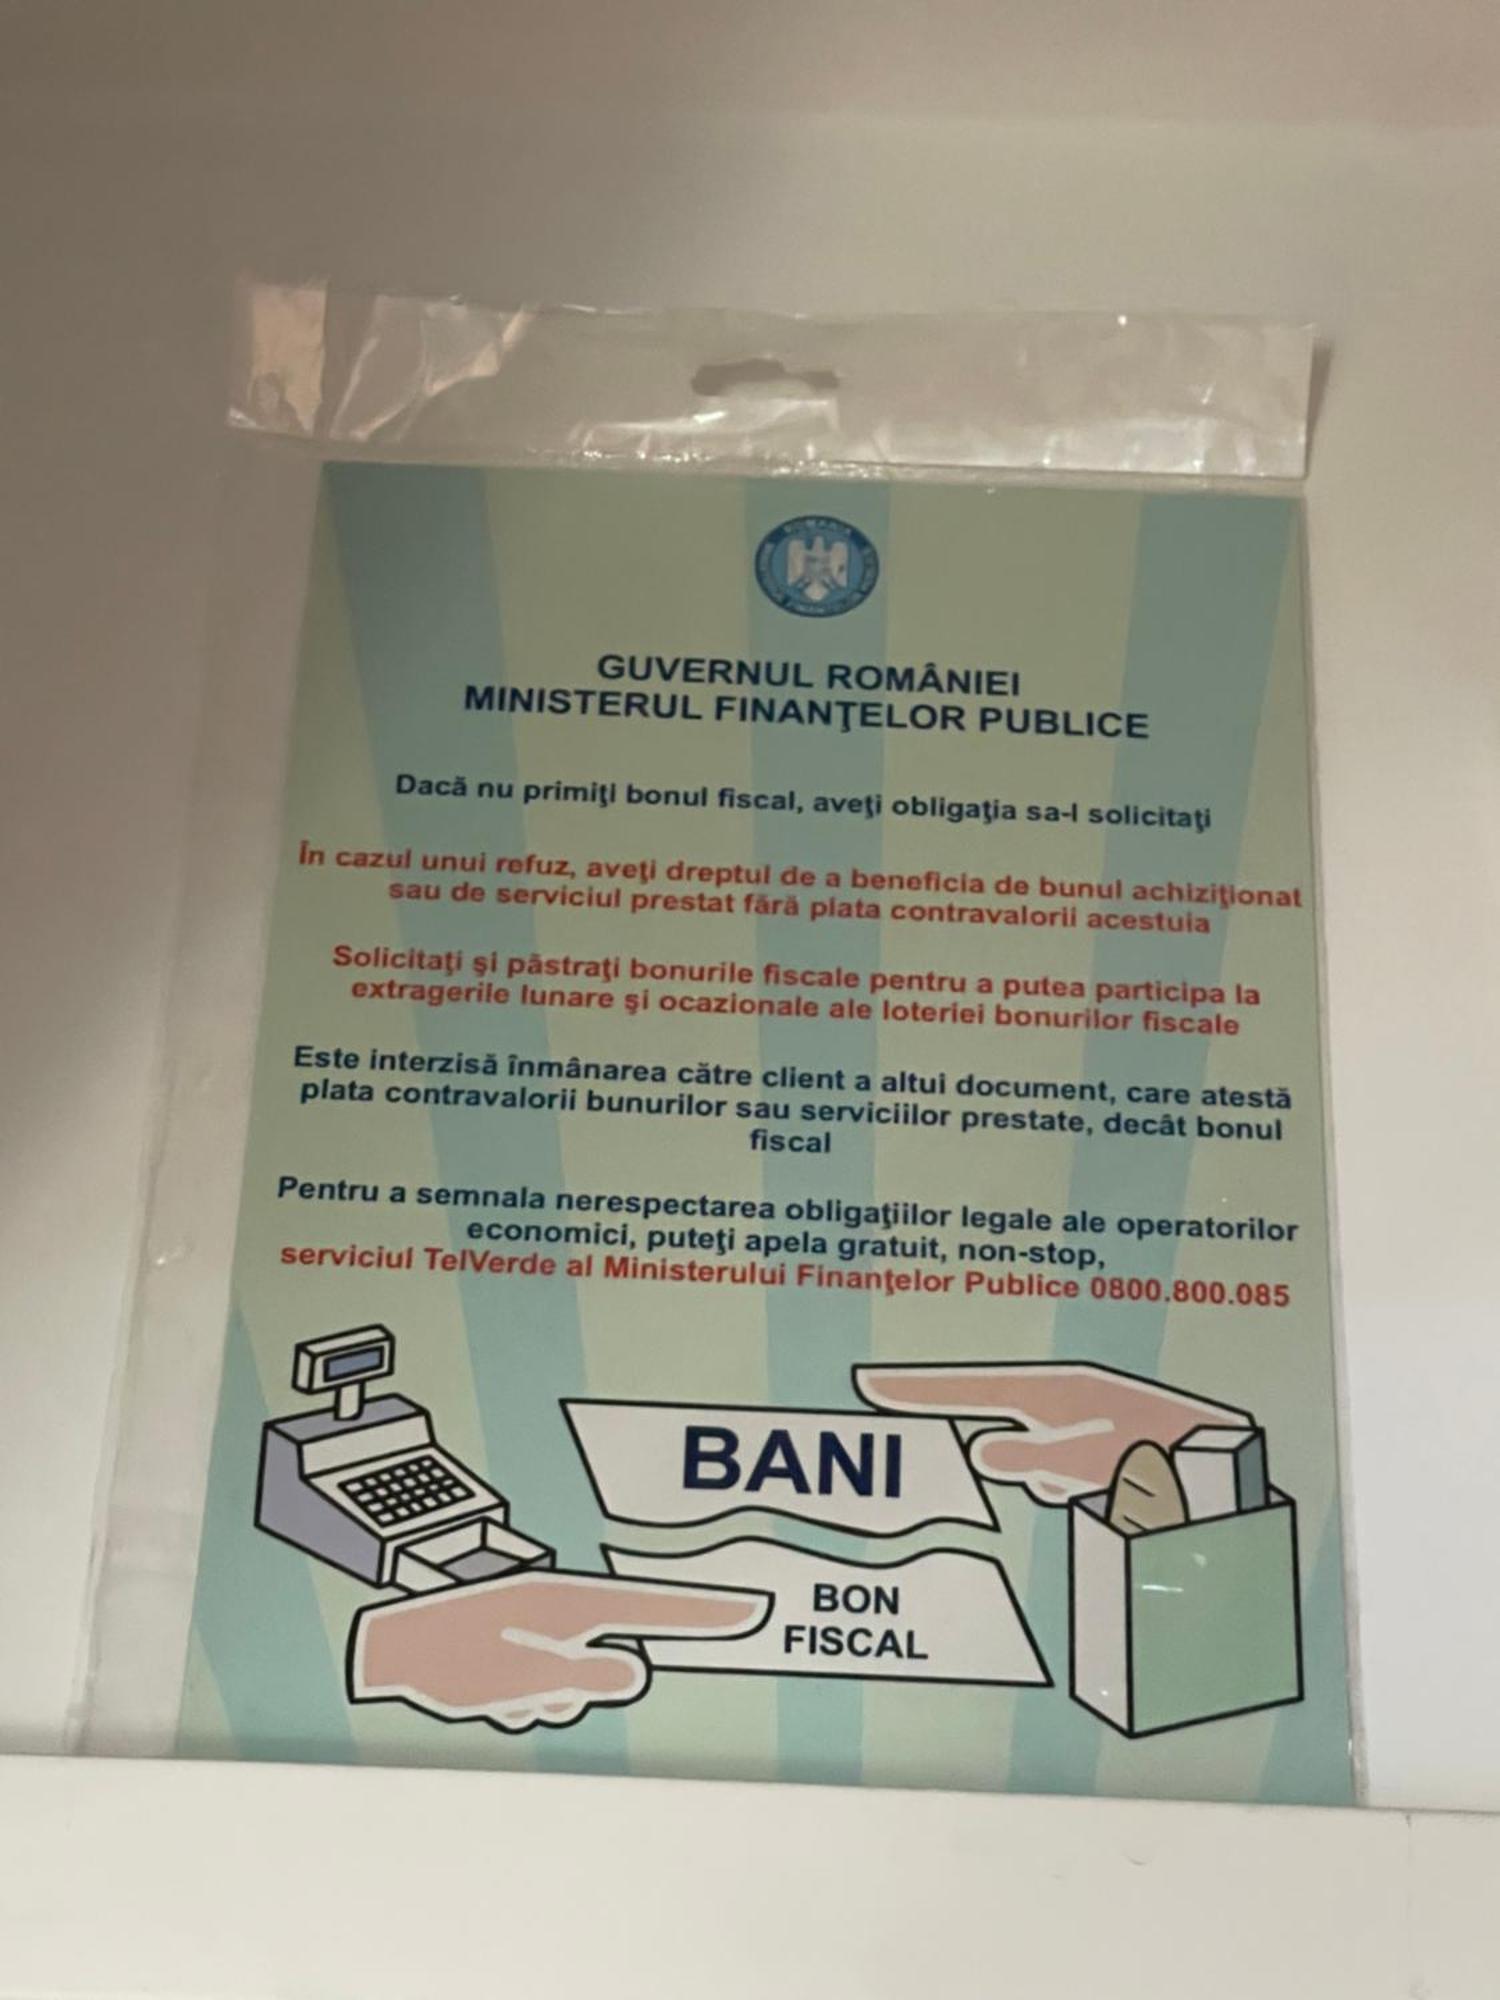 ROMANIA
GUVERNUL ROMÂNIEI
MINISTERUL FINANŢELOR PUBLICE
Dacă nu primiţi bonul fiscal, aveţi obligaţia sa-l solicitaţi
În cazul unui refuz, aveţi dreptul de a beneficia de bunul achiziţionat
sau de serviciul prestat fără plata contravalorii acestuia
Solicitaţi şi păstraţi bonurile fiscale pentru a putea participa la
extragerile lunare şi ocazionale ale loteriei bonurilor fiscale
Este interzisă înmânarea către client a altui document, care atestă
plata contravalorii bunurilor sau serviciilor prestate, decât bonul
fiscal
Pentru a semnala nerespectarea obligaţiilor legale ale operatorilor
economici, puteţi apela gratuit, non-stop,
serviciul TelVerde al Ministerului Finanţelor Publice 0800.800.085
BANI
BON
FISCAL